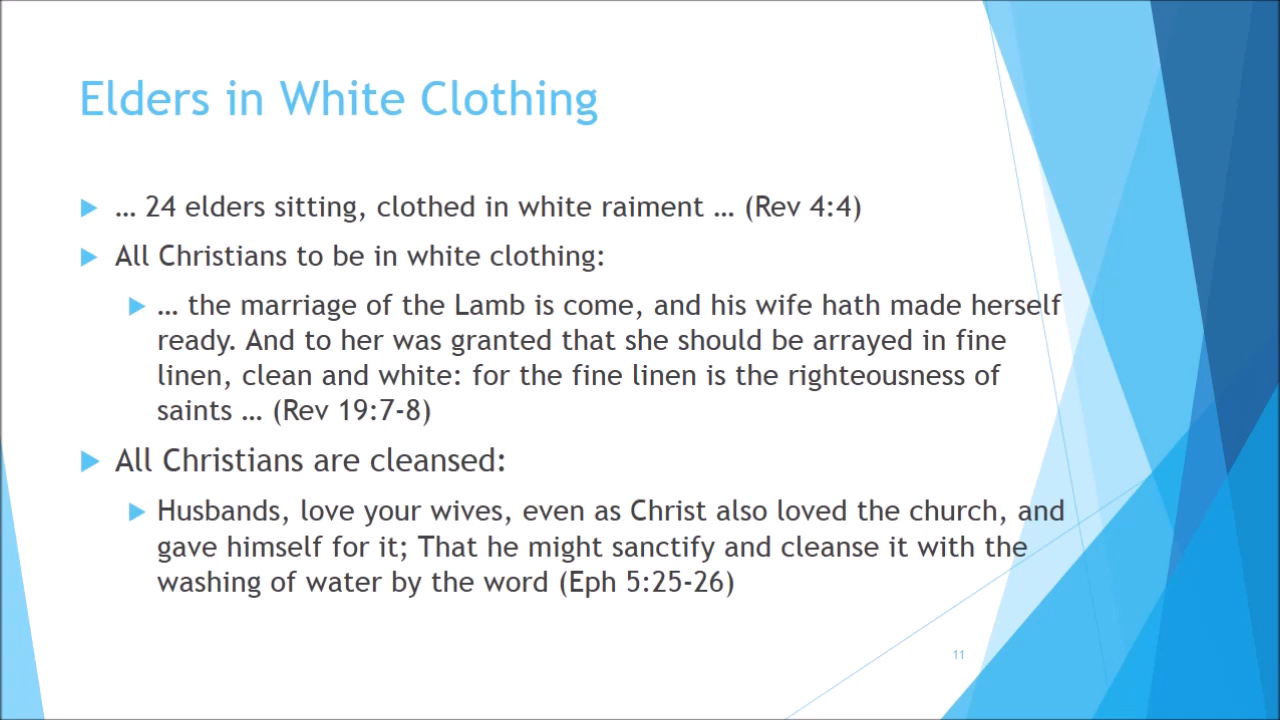 Elders in White Clothing
… 24 elders sitting, clothed in white raiment … (Rev 4:4)
All Christians to be in white clothing:
… the marriage of the Lamb is come, and his wife hath made herself
ready. And to her was granted that she should be arrayed in fine
linen, clean and white: for the fine linen is the righteousness of
saints … (Rev 19:7-8)
All Christians are cleansed:
Husbands, love your wives, even as Christ also loved the church, and
gave himself for it; That he might sanctify and cleanse it with the
washing of water by the word (Eph 5:25-26)
11